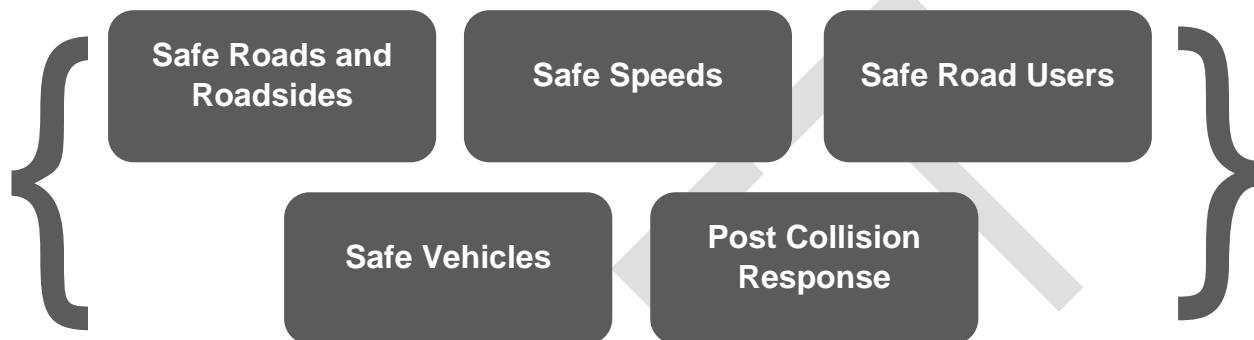 Safe Roads and
Roadsides
Safe Speeds
Safe Road Users
Safe Vehicles
Post Collision
Response